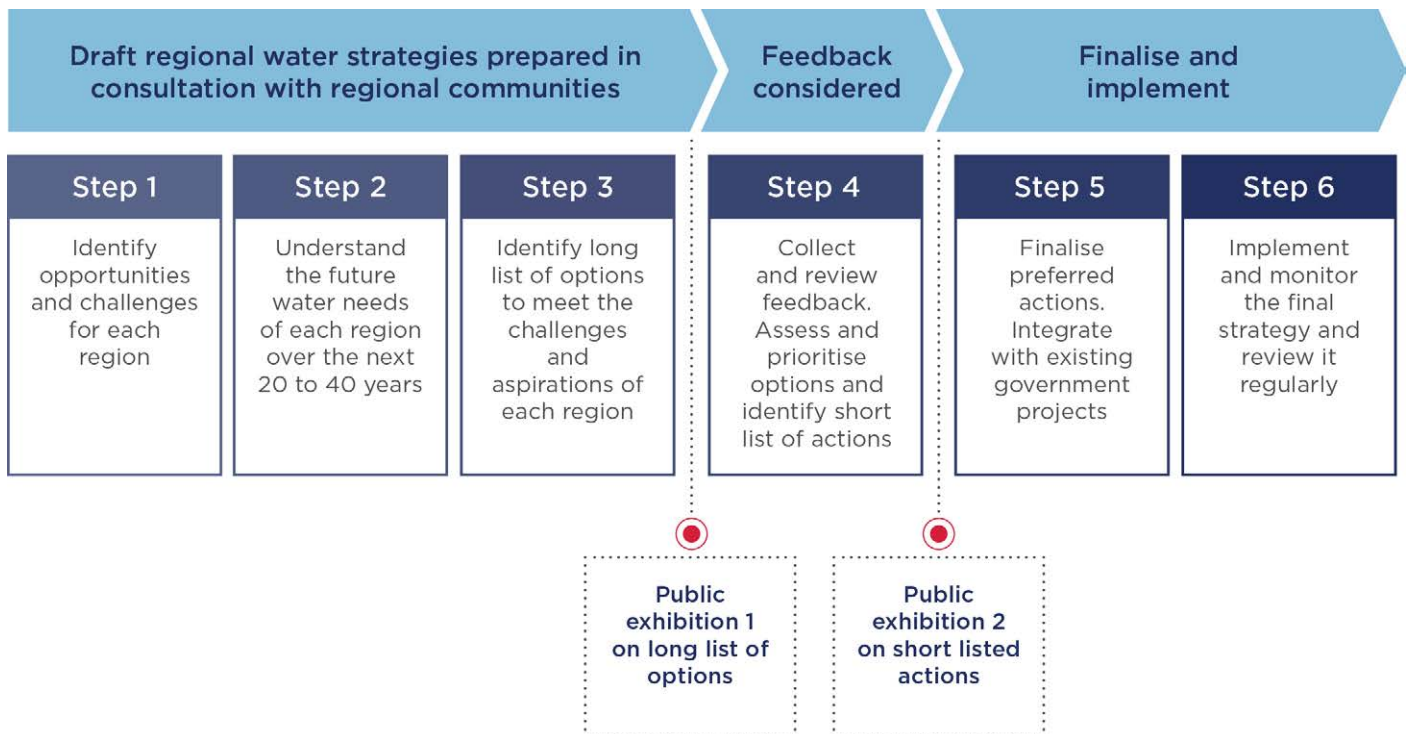 Draft regional water strategies prepared in
consultation with regional communities
Feedback
considered
Finalise and
implement
Step 1
Identify
opportunities
and challenges
for each
region
Step 2
Understand
the future
water needs
of each region
over the next
20 to 40 years
Step 3
Identify long
list of options
to meet the
challenges
and
aspirations of
each region
Step 4
Collect
and review
feedback.
Assess and
prioritise
options and
identify short
list of actions
Step 5
Finalise
preferred
actions.
Integrate
with existing
government
projects
Step 6
Implement
and monitor
the final
strategy and
review it
regularly
Public
exhibition 1
on long list of
options
Public
exhibition 2
on short listed
actions